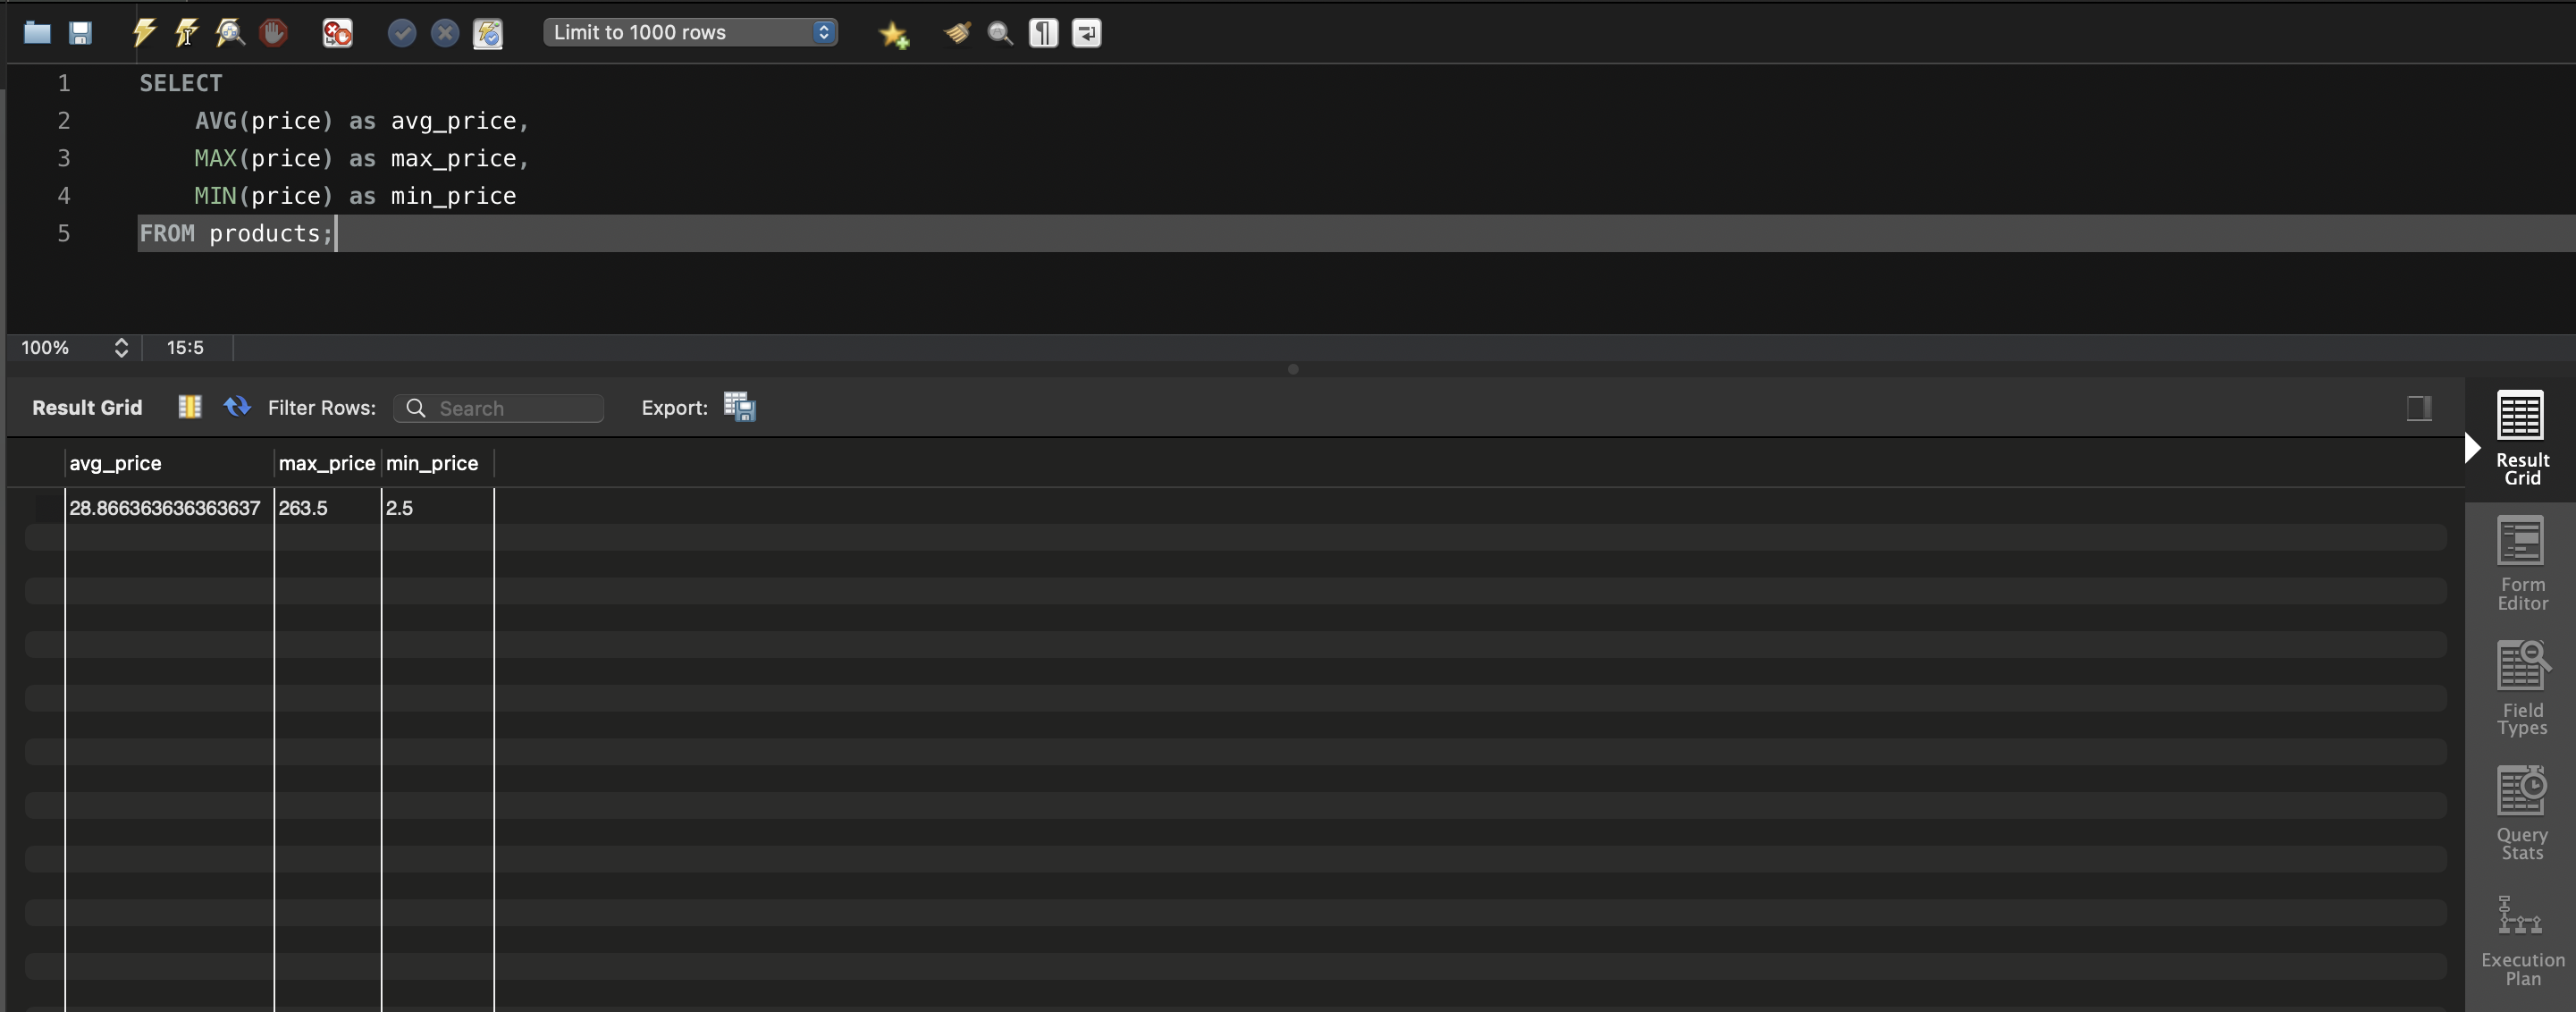 Limit to 1000 rows
1 SELECT
2 AVG(price) as avg_price,
3 MAX(price) as max_price,
4 MIN(price) as min_price
5 FROM products;
100% 15:5
Result Grid Filter Rows: Search Export:
avg_price max_price min_price
28.866363636363637 263.5 2.5
Result
Grid
Form
Editor
Field
Types
Query
Stats
Execution
Plan